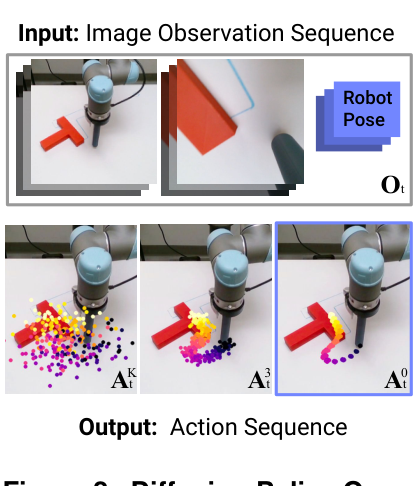 Input: Image Observation Sequence
Robot
Pose
Oₜ
Aₜᴷ
Aₜ³
Aₜ⁰
Output: Action Sequence